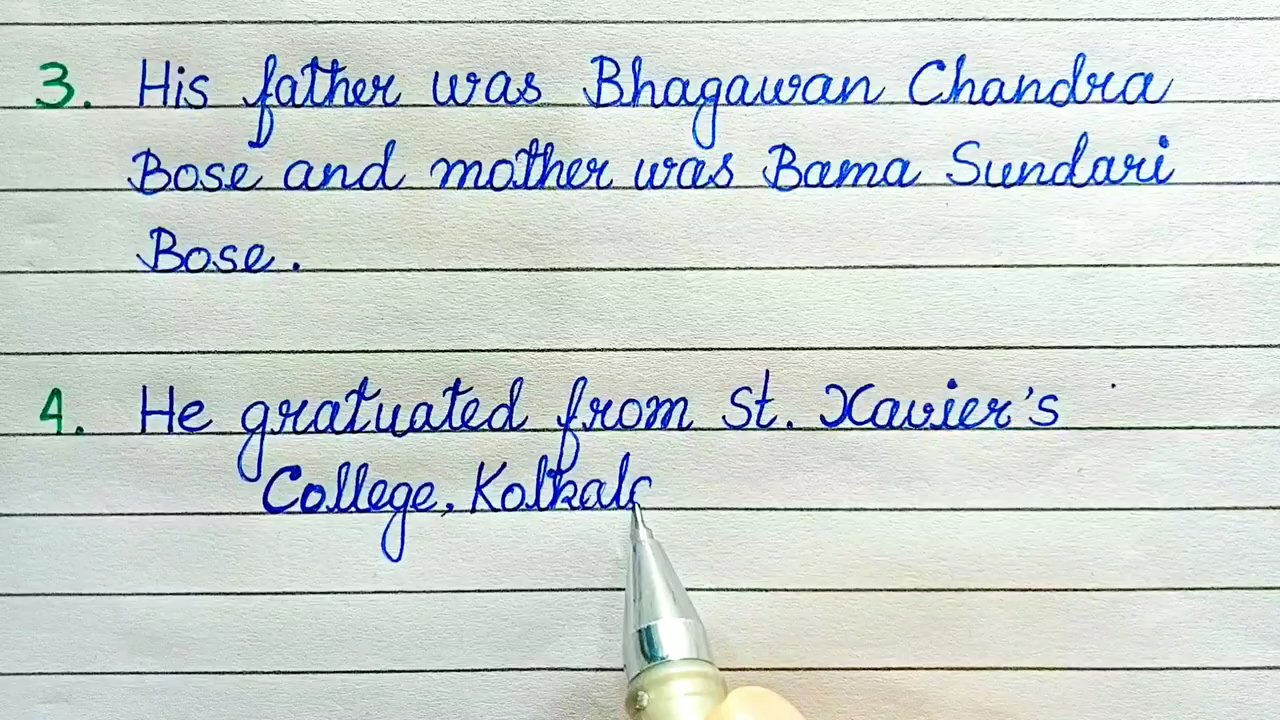 3. His father was Bhagawan Chandra
Bose and mother was Bama Sundari
Bose.
4. He gratuated from St. Xavier's
College, Kolkat